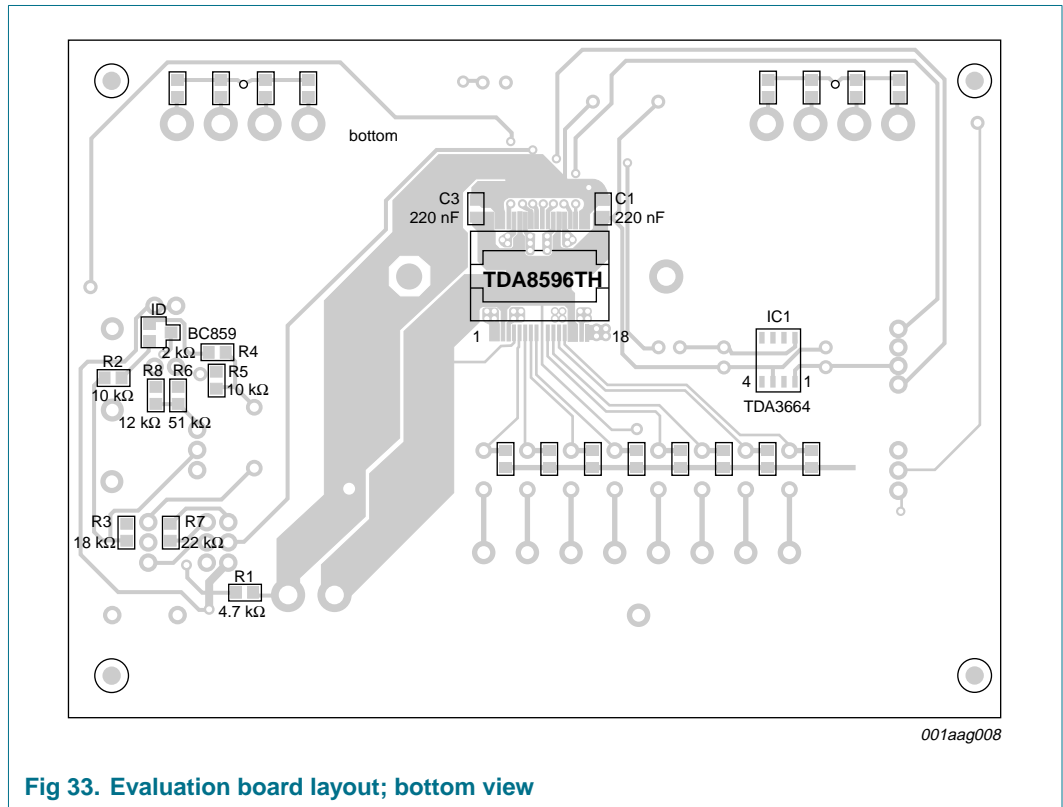 bottom
C3
220 nF
C1
220 nF
TDA8596TH
1
18
ID
BC859
2 kΩ
R4
R2
10 kΩ
R8
R6
R5
10 kΩ
12 kΩ
51 kΩ
IC1
4
1
TDA3664
R3
18 kΩ
R7
22 kΩ
R1
4.7 kΩ
001aag008
Fig 33. Evaluation board layout; bottom view